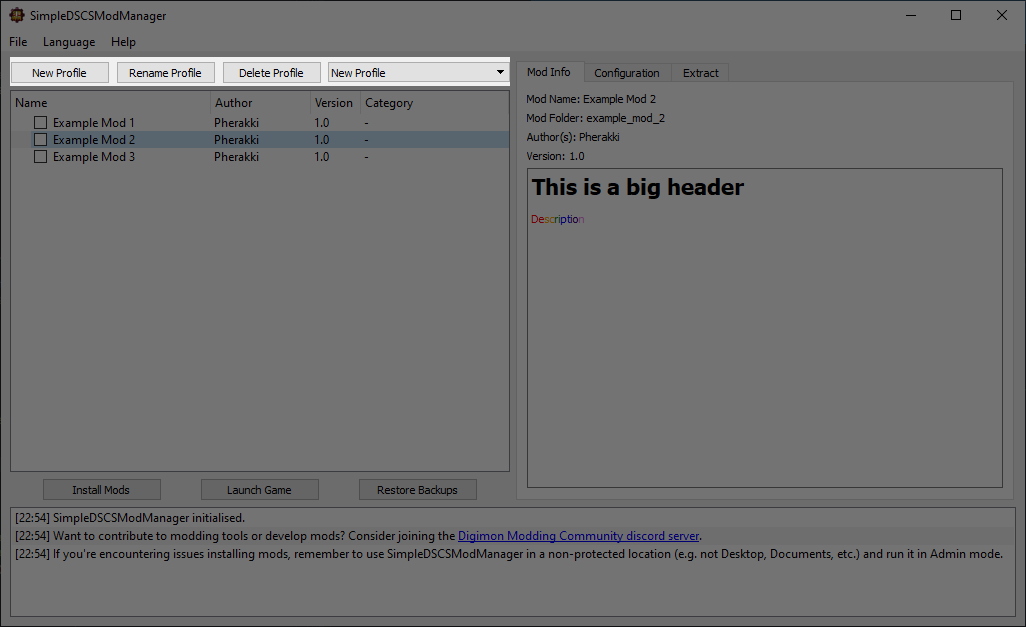 SimpleDSCSModManager
File Language Help
New Profile Rename Profile Delete Profile New Profile
Mod Info Configuration Extract
Name Author Version Category
Example Mod 1 Pherakki 1.0 -
Example Mod 2 Pherakki 1.0 -
Example Mod 3 Pherakki 1.0 -
Mod Name: Example Mod 2
Mod Folder: example_mod_2
Author(s): Pherakki
Version: 1.0
This is a big header
Description
Install Mods Launch Game Restore Backups
[22:54] SimpleDSCSModManager initialised.
[22:54] Want to contribute to modding tools or develop mods? Consider joining the Digimon Modding Community discord server.
[22:54] If you're encountering issues installing mods, remember to use SimpleDSCSModManager in a non-protected location (e.g. not Desktop, Documents, etc.) and run it in Admin mode.